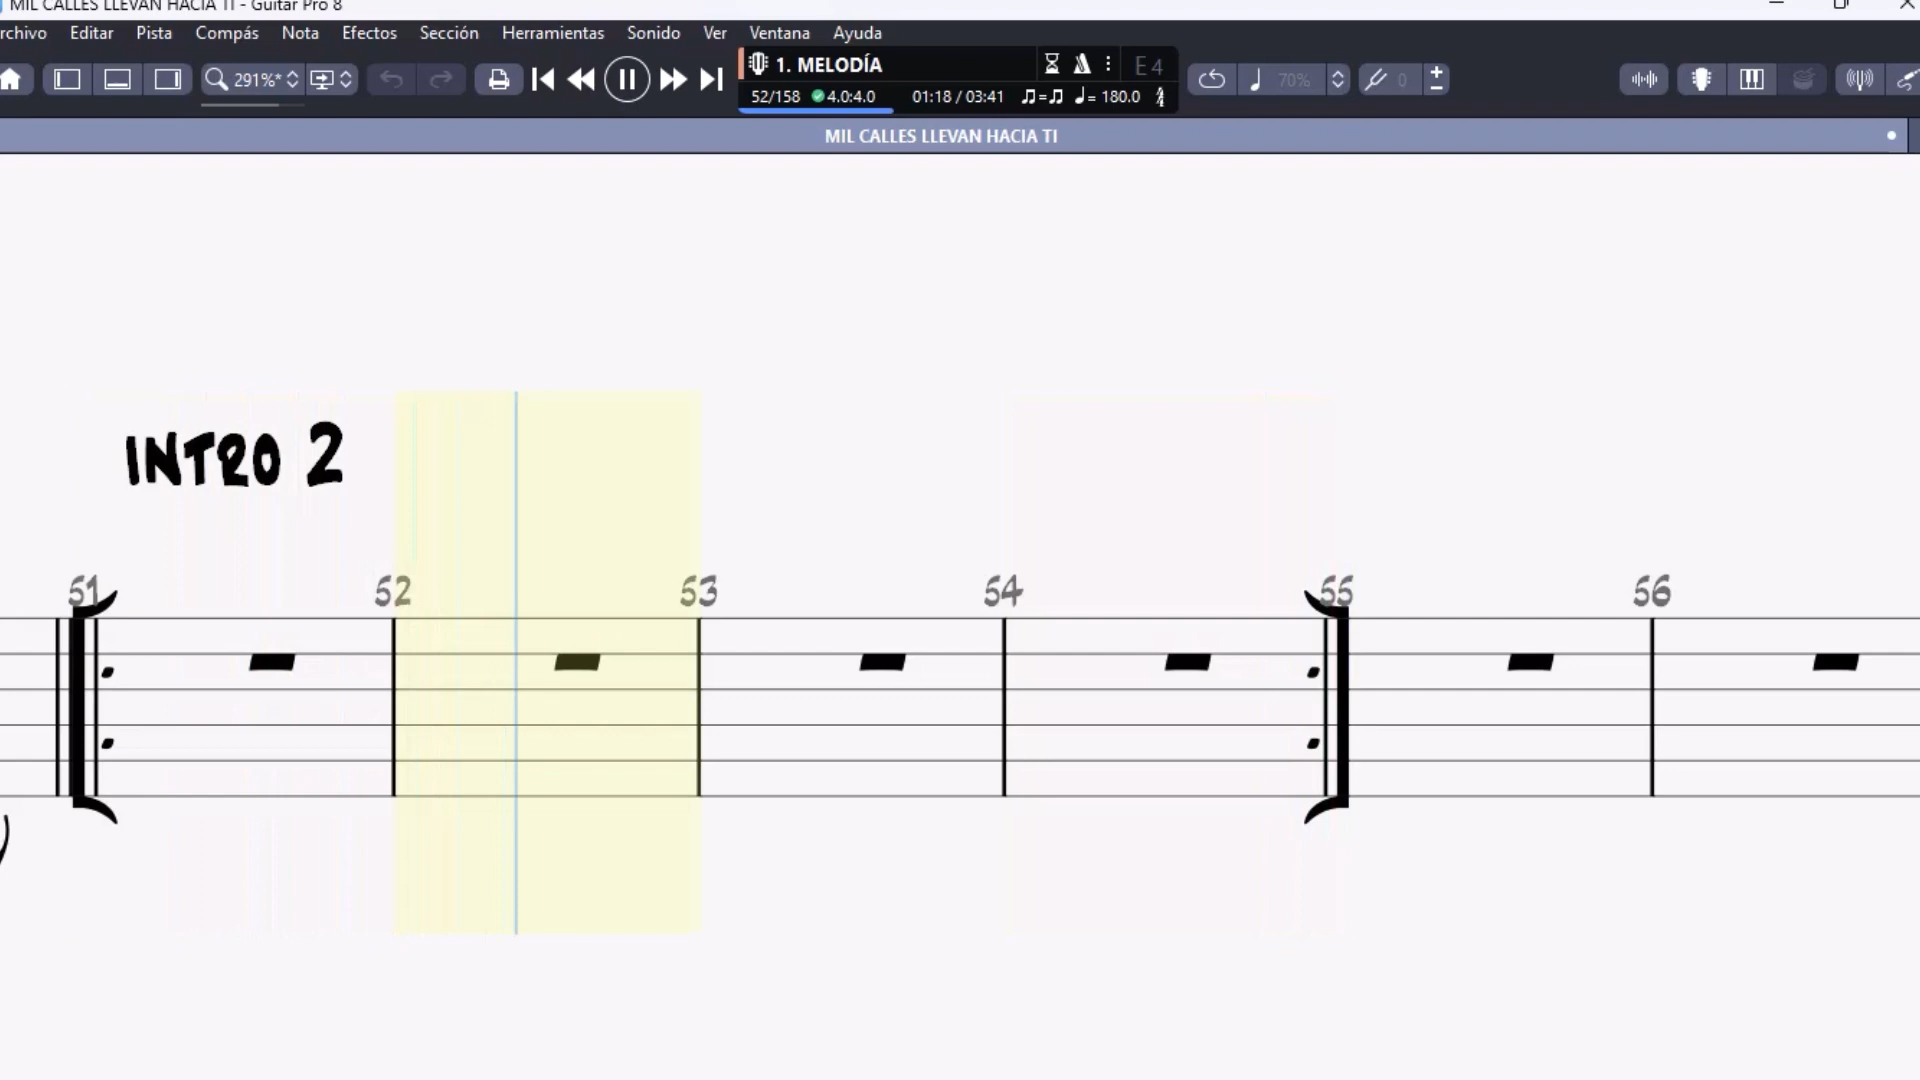 MIL CALLES LLEVAN HACIA TI - Guitar Pro 8
rchivo Editar Pista Compás Nota Efectos Sección Herramientas Sonido Ver Ventana Ayuda
291%* 1. MELODÍA E4 70% 0
52/158 4.0:4.0 01:18 / 03:41 ♫=♫ ♩= 180.0
MIL CALLES LLEVAN HACIA TI
INTRO 2
51 52 53 54 55 56